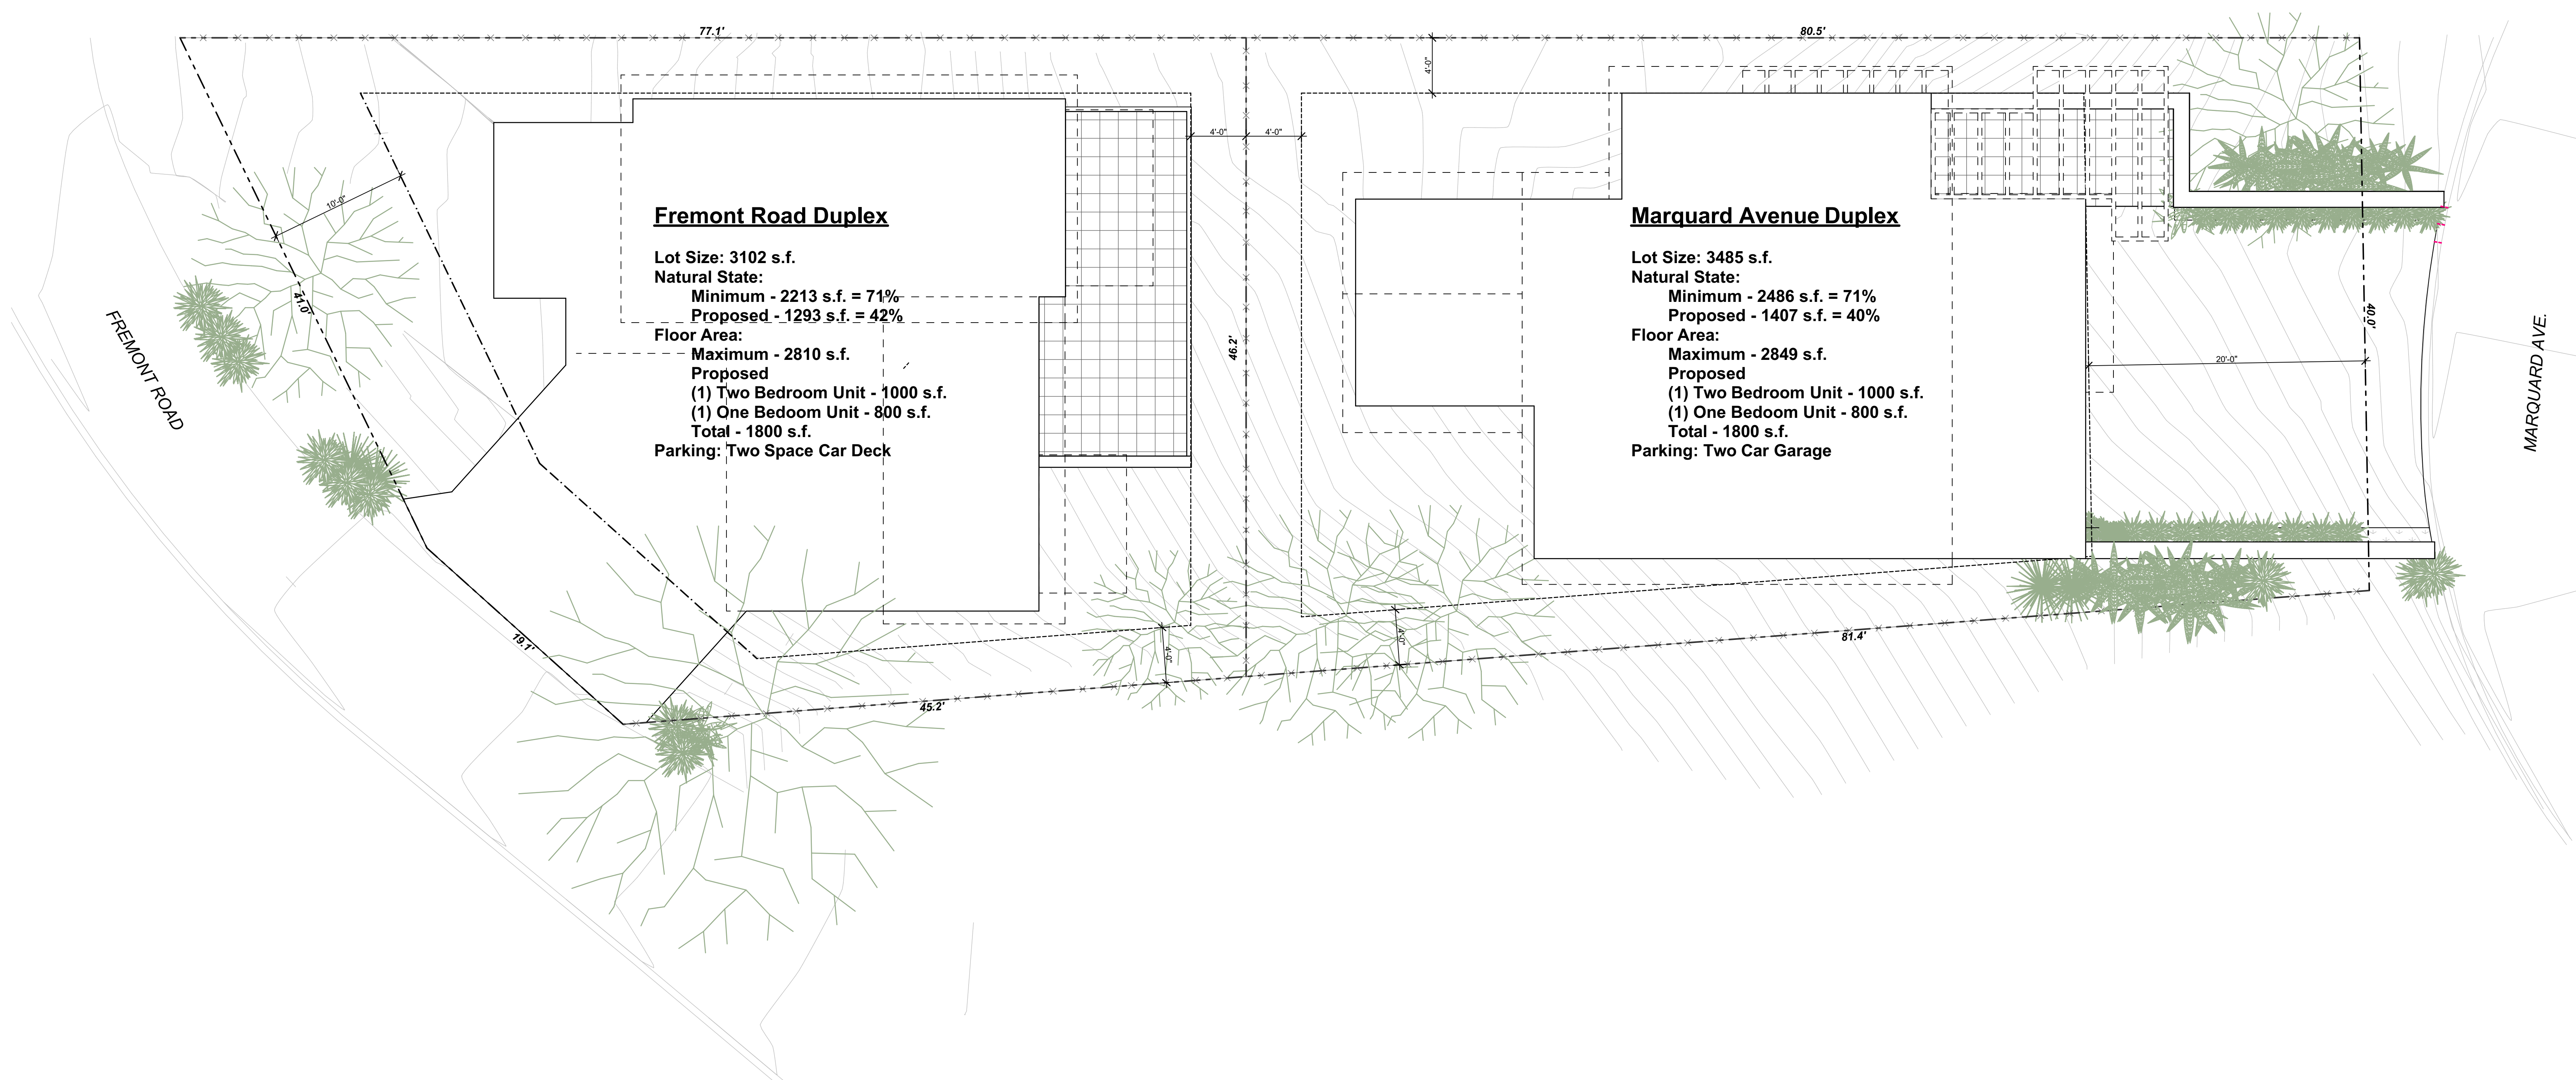 77.1'
80.5'
4'-0"
4'-0"
4'-0"
10'-0"
41.0'
FREMONT ROAD
Fremont Road Duplex
Lot Size: 3102 s.f.
Natural State:
Minimum - 2213 s.f. = 71%
Proposed - 1293 s.f. = 42%
Floor Area:
Maximum - 2810 s.f.
Proposed
(1) Two Bedroom Unit - 1000 s.f.
(1) One Bedoom Unit - 800 s.f.
Total - 1800 s.f.
Parking: Two Space Car Deck
46.2'
Marquard Avenue Duplex
Lot Size: 3485 s.f.
Natural State:
Minimum - 2486 s.f. = 71%
Proposed - 1407 s.f. = 40%
Floor Area:
Maximum - 2849 s.f.
Proposed
(1) Two Bedroom Unit - 1000 s.f.
(1) One Bedoom Unit - 800 s.f.
Total - 1800 s.f.
Parking: Two Car Garage
40.0'
20'-0"
MARQUARD AVE.
19.1'
4'-0"
4'-0"
81.4'
45.2'